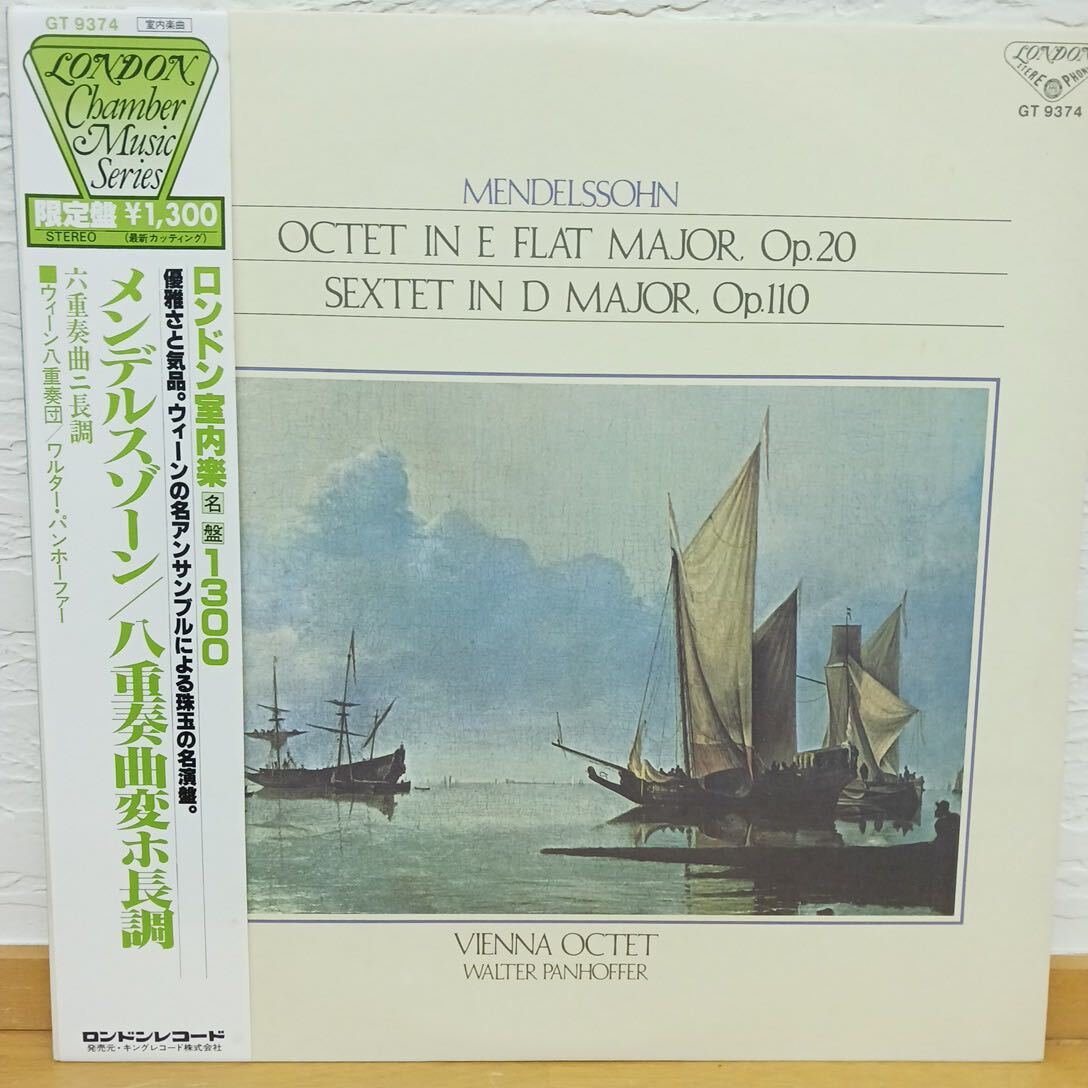 GT 9374 室内楽曲
LONDON
Chamber
Music
Series
限定盤 ¥1,300
STEREO (最新カッティング)
ロンドン室内楽名盤1300
優雅さと気品。ウィーンの名アンサンブルによる珠玉の名演盤。
メンデルスゾーン/八重奏曲変ホ長調
六重奏曲ニ長調
■ウィーン八重奏団/ワルター・パンホーファー
ロンドンレコード
発売元・キングレコード株式会社
LONDON
STEREOPHONIC
GT 9374
MENDELSSOHN
OCTET IN E FLAT MAJOR, Op.20
SEXTET IN D MAJOR, Op.110
VIENNA OCTET
WALTER PANHOFFER